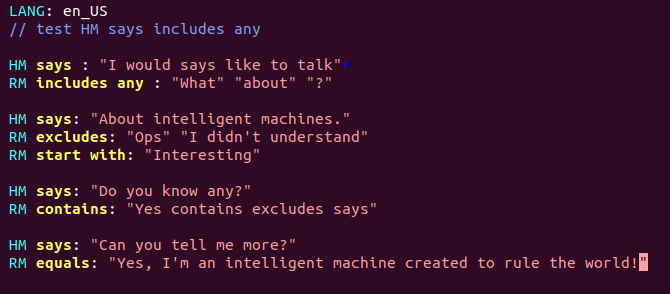 LANG: en_US
// test HM says includes any
HM says : "I would says like to talk"
RM includes any : "What" "about" "?"
HM says: "About intelligent machines."
RM excludes: "Ops" "I didn't understand"
RM start with: "Interesting"
HM says: "Do you know any?"
RM contains: "Yes contains excludes says"
HM says: "Can you tell me more?"
RM equals: "Yes, I'm an intelligent machine created to rule the world!"